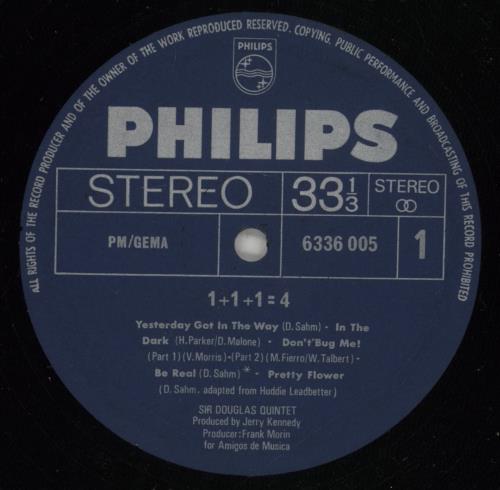 ALL RIGHTS OF THE RECORD PRODUCER AND OF THE OWNER OF THE WORK REPRODUCED RESERVED. COPYING, PUBLIC PERFORMANCE AND BROADCASTING OF THIS RECORD PROHIBITED
PHILIPS
PHILIPS
STEREO 33⅓ STEREO
PM/GEMA 6336 005 1
1+1+1=4
Yesterday Got In The Way (D. Sahm) - In The
Dark (H. Parker/D. Malone) - Don't'Bug Me!
(Part 1) (V. Morris)-(Part 2) (M. Fierro/W. Talbert) -
Be Real (D. Sahm)* - Pretty Flower
(D. Sahm. adapted from Huddie Leadbetter)
SIR DOUGLAS QUINTET
Produced by Jerry Kennedy
Producer: Frank Morin
for Amigos de Musica